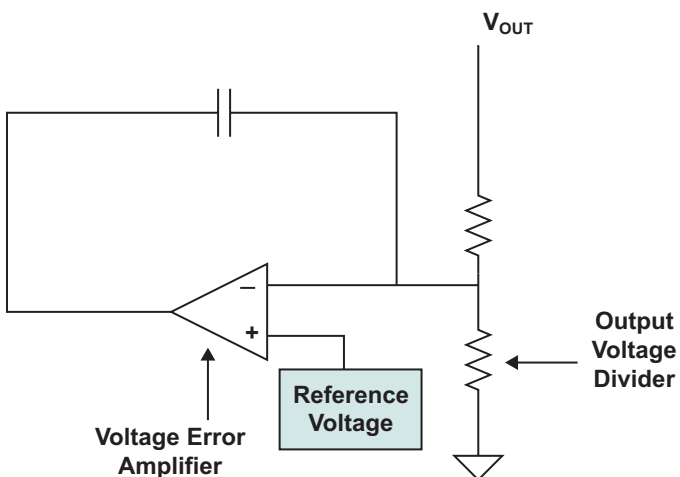 VOUT
–
+
Output
Voltage
Divider
Reference
Voltage
Voltage Error
Amplifier